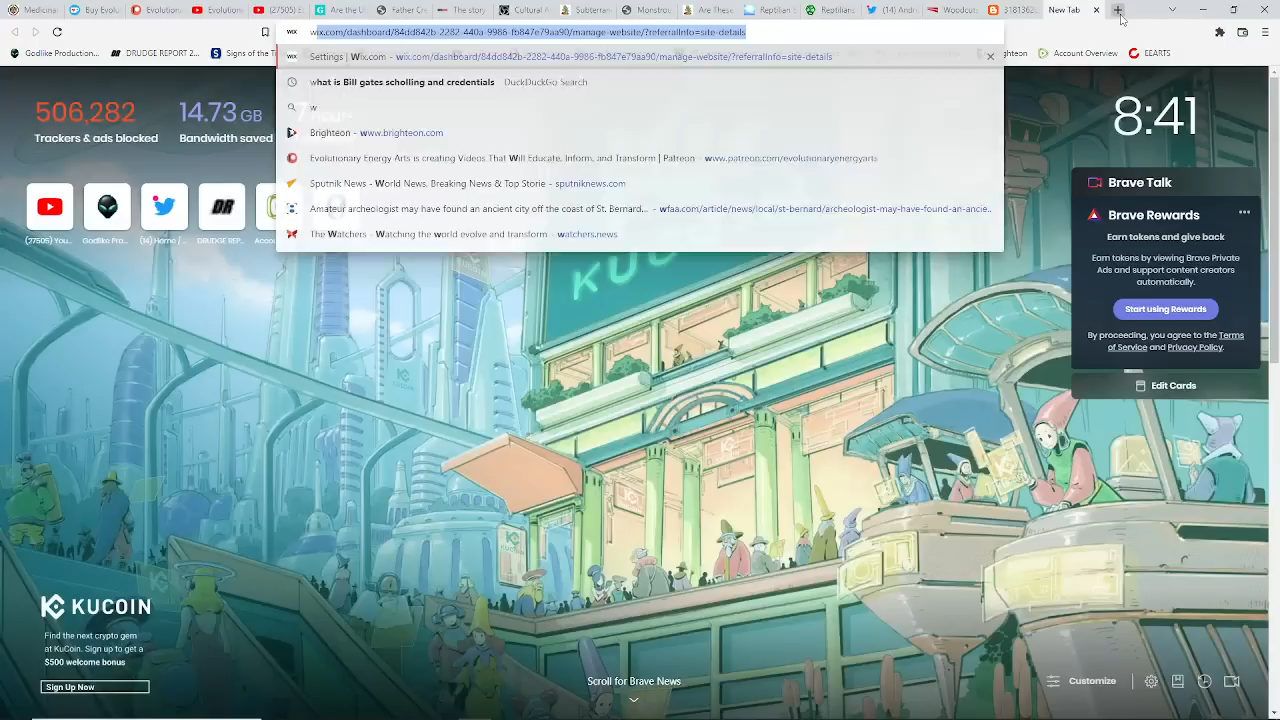 Medicinal
Buy Evolu
Evolutiona
Evolution
(27505) E
Are the U
Father Cre
The story
Cultural A
Subterran
Monstrou
Are These
Reptilian S
Reptilians
(14) Andr
Woodcutt
31813623
New Tab
wix.com/dashboard/84dd842b-2282-440a-9986-fb847e79aa90/manage-website/?referralInfo=site-details
Godlike Production...
DRUDGE REPORT 2...
Signs of the T
Settings | Wix.com - wix.com/dashboard/84dd842b-2282-440a-9986-fb847e79aa90/manage-website/?referralInfo=site-details
ghteon
Account Overview
EEARTS
what is Bill gates scholling and credentials DuckDuckGo Search
w
Brighteon - www.brighteon.com
Evolutionary Energy Arts is creating Videos That Will Educate, Inform, and Transform | Patreon - www.patreon.com/evolutionaryenergyarts
Sputnik News - World News, Breaking News & Top Storie - sputniknews.com
Amateur archeologist may have found an ancient city off the coast of St. Bernard... - wfaa.com/article/news/local/st-bernard/archeologist-may-have-found-an-ancie...
The Watchers - Watching the world evolve and transform - watchers.news
506,282
Trackers & ads blocked
14.73 GB
Bandwidth saved
8:41
(27505) You...
Godlike Pro...
(14) Home / ...
DR
DRUDGE REP...
Accou
Brave Talk
Brave Rewards
Earn tokens and give back
Earn tokens by viewing Brave Private
Ads and support content creators
automatically.
Start using Rewards
By proceeding, you agree to the Terms
of Service and Privacy Policy.
Edit Cards
KUC
KUCOIN
Find the next crypto gem
at KuCoin. Sign up to get a
$500 welcome bonus
Sign Up Now
Scroll for Brave News
Customize